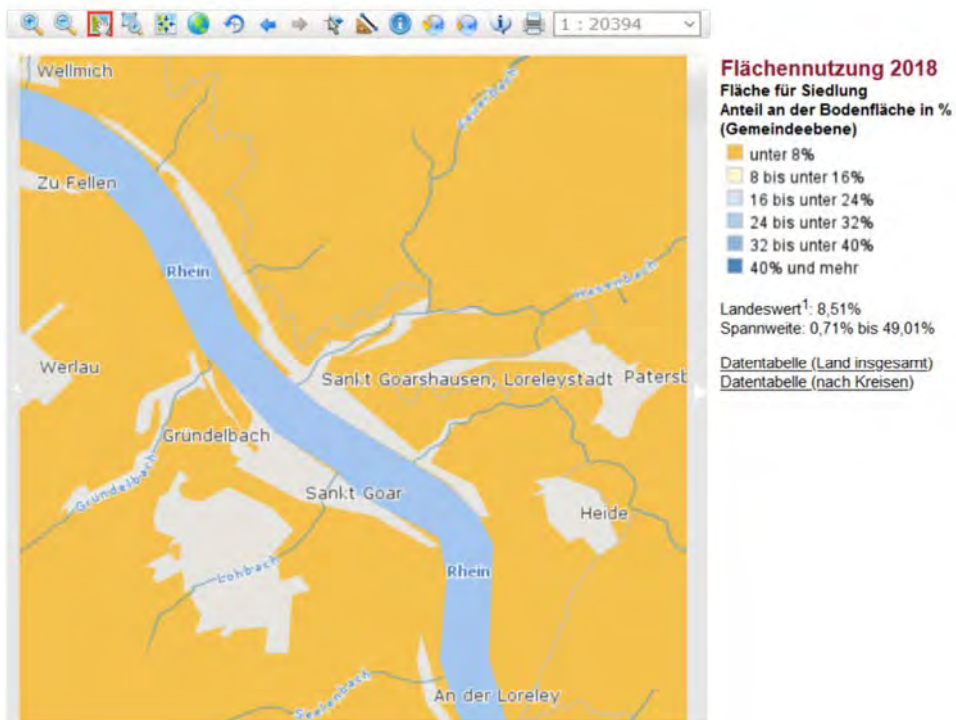 1 : 20394
Wellmich
Zu Fellen
Rhein
Hasenbach
Werlau
Sankt Goarshausen, Loreleystadt
Patersb
Gründelbach
Gründelbach
Sankt Goar
Heide
Lohbach
Rhein
An der Loreley
Seelenbach
Flächennutzung 2018
Fläche für Siedlung
Anteil an der Bodenfläche in %
(Gemeindeebene)
unter 8%
8 bis unter 16%
16 bis unter 24%
24 bis unter 32%
32 bis unter 40%
40% und mehr
Landeswert1: 8,51%
Spannweite: 0,71% bis 49,01%
Datentabelle (Land insgesamt)
Datentabelle (nach Kreisen)